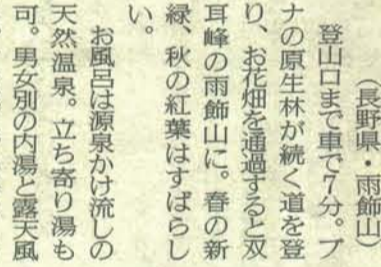 （長野県・雨飾山）
登山口まで車で7分。ブ
ナの原生林が続く道を登
り、お花畑を通過すると双
耳峰の雨飾山に。春の新
緑、秋の紅葉はすばらし
い。
お風呂は源泉かけ流しの
天然温泉。立ち寄り湯も
可。男女別の内湯と露天風